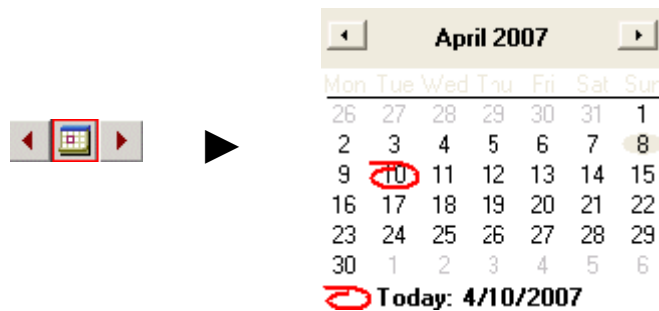 April 2007
Mon Tue Wed Thu Fri Sat Sun
26 27 28 29 30 31 1
2 3 4 5 6 7 8
9 10 11 12 13 14 15
16 17 18 19 20 21 22
23 24 25 26 27 28 29
30 1 2 3 4 5 6
Today: 4/10/2007